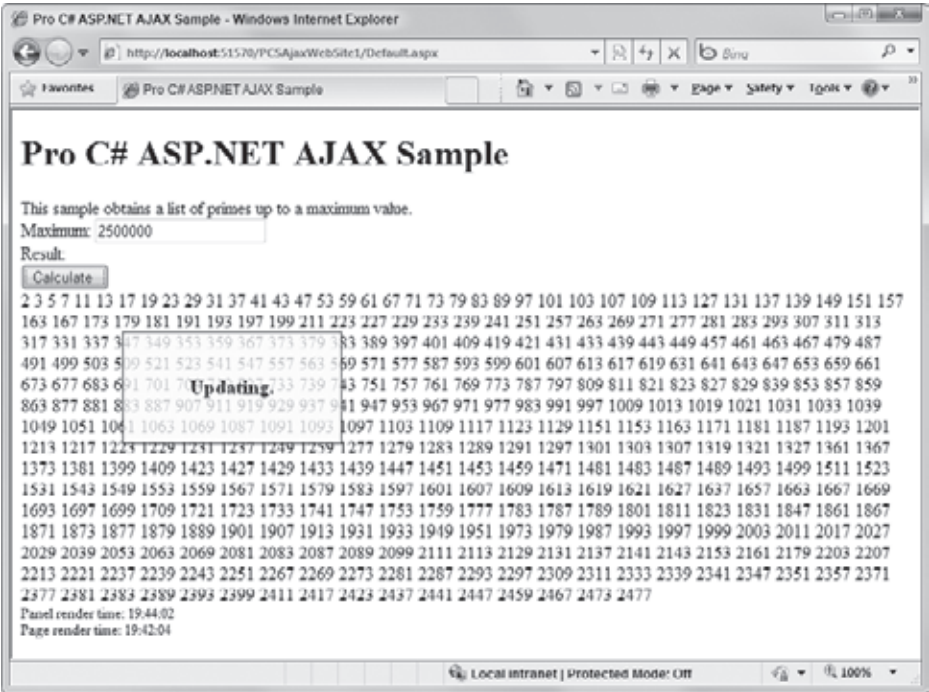 Pro C# ASP.NET AJAX Sample - Windows Internet Explorer
http://localhost:51570/PCSAjaxWebSite1/Default.aspx
Bing
Favorites
Pro C# ASP.NET AJAX Sample
Page
Safety
Tools
Pro C# ASP.NET AJAX Sample
This sample obtains a list of primes up to a maximum value.
Maximum: 2500000
Result:
Calculate
2 3 5 7 11 13 17 19 23 29 31 37 41 43 47 53 59 61 67 71 73 79 83 89 97 101 103 107 109 113 127 131 137 139 149 151 157
163 167 173 179 181 191 193 197 199 211 223 227 229 233 239 241 251 257 263 269 271 277 281 283 293 307 311 313
317 331 337 347 349 353 359 367 373 379 383 389 397 401 409 419 421 431 433 439 443 449 457 461 463 467 479 487
491 499 503 509 521 523 541 547 557 563 569 571 577 587 593 599 601 607 613 617 619 631 641 643 647 653 659 661
673 677 683 691 701 733 739 743 751 757 761 769 773 787 797 809 811 821 823 827 829 839 853 857 859
Updating.
863 877 881 883 887 907 911 919 929 937 941 947 953 967 971 977 983 991 997 1009 1013 1019 1021 1031 1033 1039
1049 1051 1061 1063 1069 1087 1091 1093 1097 1103 1109 1117 1123 1129 1151 1153 1163 1171 1181 1187 1193 1201
1213 1217 1223 1229 1231 1237 1249 1259 1277 1279 1283 1289 1291 1297 1301 1303 1307 1319 1321 1327 1361 1367
1373 1381 1399 1409 1423 1427 1429 1433 1439 1447 1451 1453 1459 1471 1481 1483 1487 1489 1493 1499 1511 1523
1531 1543 1549 1553 1559 1567 1571 1579 1583 1597 1601 1607 1609 1613 1619 1621 1627 1637 1657 1663 1667 1669
1693 1697 1699 1709 1721 1723 1733 1741 1747 1753 1759 1777 1783 1787 1789 1801 1811 1823 1831 1847 1861 1867
1871 1873 1877 1879 1889 1901 1907 1913 1931 1933 1949 1951 1973 1979 1987 1993 1997 1999 2003 2011 2017 2027
2029 2039 2053 2063 2069 2081 2083 2087 2089 2099 2111 2113 2129 2131 2137 2141 2143 2153 2161 2179 2203 2207
2213 2221 2237 2239 2243 2251 2267 2269 2273 2281 2287 2293 2297 2309 2311 2333 2339 2341 2347 2351 2357 2371
2377 2381 2383 2389 2393 2399 2411 2417 2423 2437 2441 2447 2459 2467 2473 2477
Panel render time: 19:44:02
Page render time: 19:42:04
Local intranet | Protected Mode: Off
100%